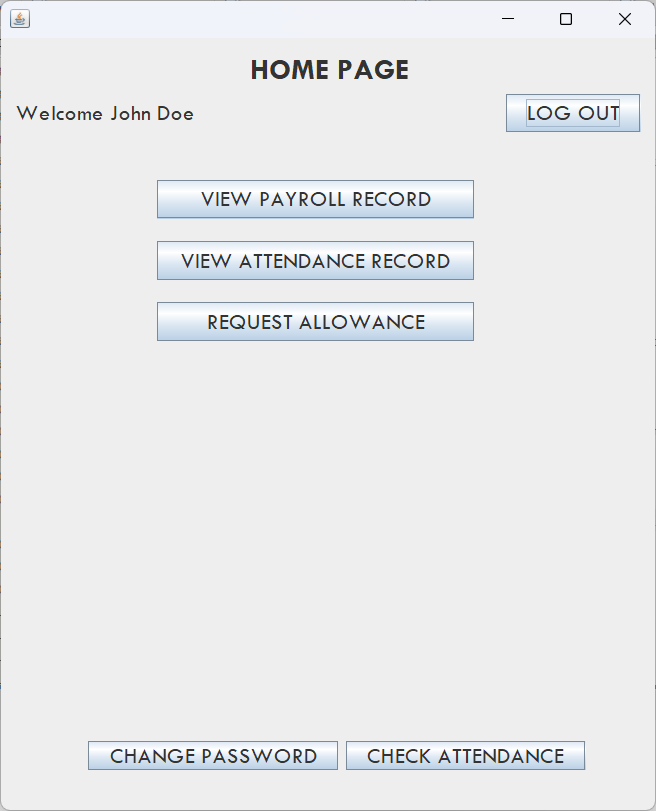 HOME PAGE
Welcome John Doe
LOG OUT
VIEW PAYROLL RECORD
VIEW ATTENDANCE RECORD
REQUEST ALLOWANCE
CHANGE PASSWORD
CHECK ATTENDANCE